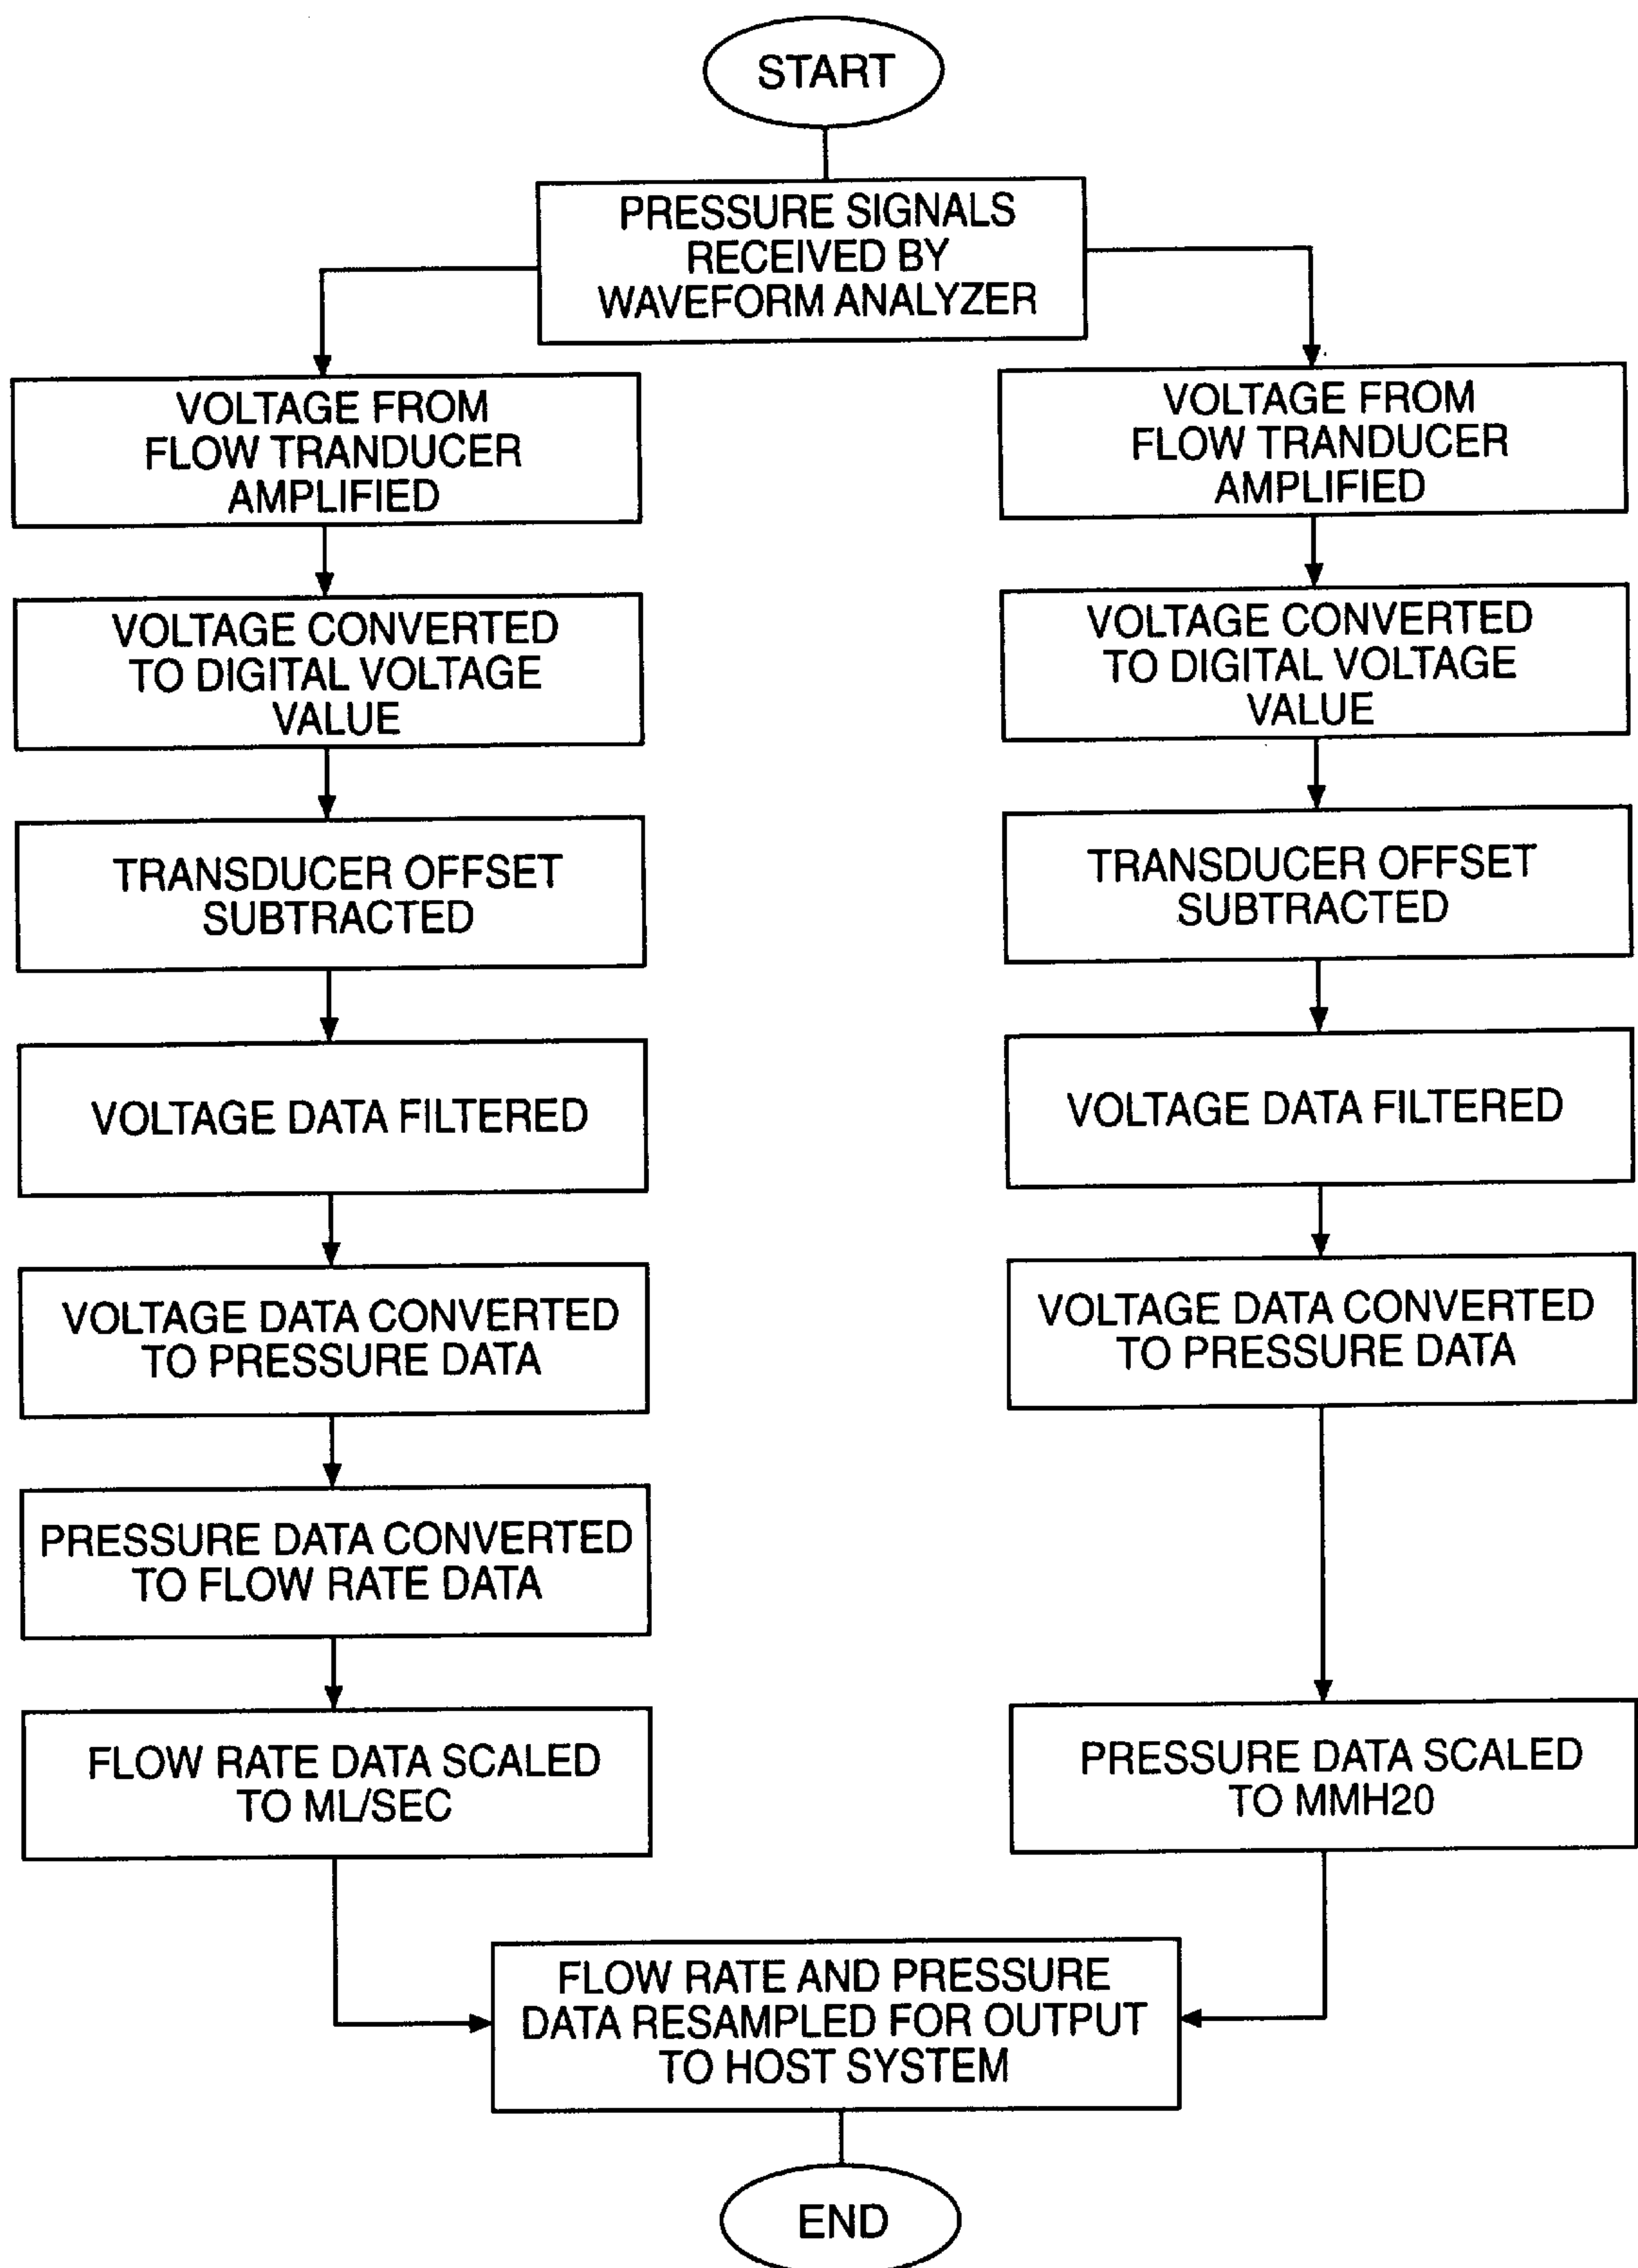 START
PRESSURE SIGNALS
RECEIVED BY
WAVEFORM ANALYZER
VOLTAGE FROM
FLOW TRANDUCER
AMPLIFIED
VOLTAGE CONVERTED
TO DIGITAL VOLTAGE
VALUE
TRANSDUCER OFFSET
SUBTRACTED
VOLTAGE DATA FILTERED
VOLTAGE DATA CONVERTED
TO PRESSURE DATA
PRESSURE DATA CONVERTED
TO FLOW RATE DATA
FLOW RATE DATA SCALED
TO ML/SEC
VOLTAGE FROM
FLOW TRANDUCER
AMPLIFIED
VOLTAGE CONVERTED
TO DIGITAL VOLTAGE
VALUE
TRANSDUCER OFFSET
SUBTRACTED
VOLTAGE DATA FILTERED
VOLTAGE DATA CONVERTED
TO PRESSURE DATA
PRESSURE DATA SCALED
TO MMH20
FLOW RATE AND PRESSURE
DATA RESAMPLED FOR OUTPUT
TO HOST SYSTEM
END